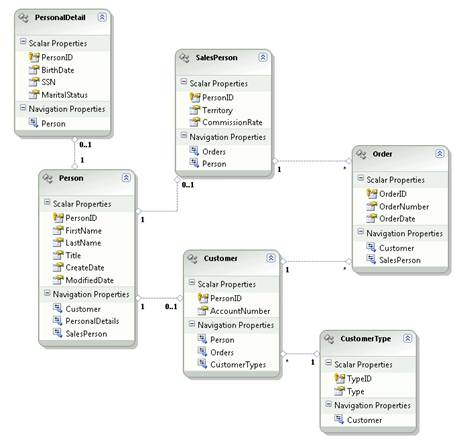 PersonalDetail
Scalar Properties
PersonID
BirthDate
SSN
MaritalStatus
Navigation Properties
Person
0..1
1
Person
Scalar Properties
PersonID
FirstName
LastName
Title
CreateDate
ModifiedDate
Navigation Properties
Customer
PersonalDetails
SalesPerson
1
0..1
1
0..1
SalesPerson
Scalar Properties
PersonID
Territory
CommissionRate
Navigation Properties
Orders
Person
1
*
Customer
Scalar Properties
PersonID
AccountNumber
Navigation Properties
Person
Orders
CustomerTypes
1
*
*
1
Order
Scalar Properties
OrderID
OrderNumber
OrderDate
Navigation Properties
Customer
SalesPerson
CustomerType
Scalar Properties
TypeID
Type
Navigation Properties
Customer